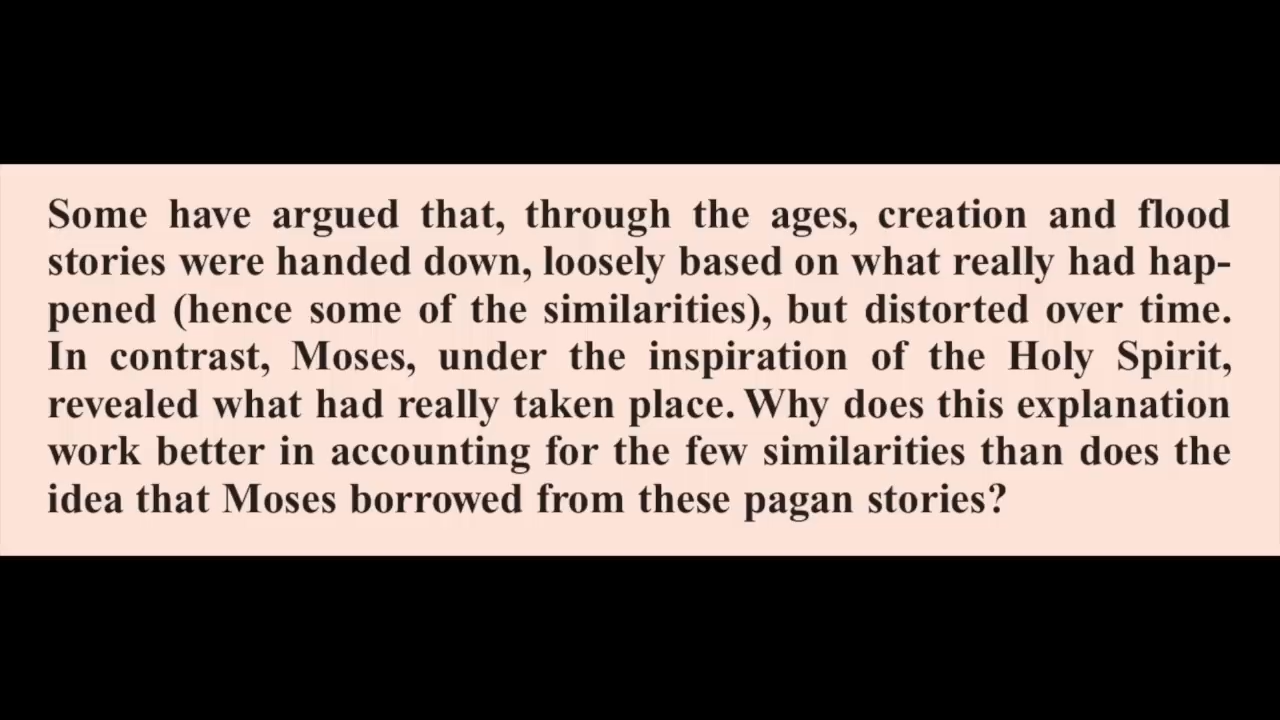 Some have argued that, through the ages, creation and flood
stories were handed down, loosely based on what really had hap-
pened (hence some of the similarities), but distorted over time.
In contrast, Moses, under the inspiration of the Holy Spirit,
revealed what had really taken place. Why does this explanation
work better in accounting for the few similarities than does the
idea that Moses borrowed from these pagan stories?